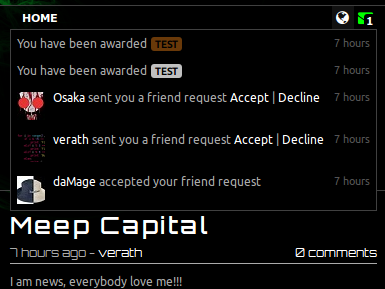 HOME
1
You have been awarded TEST 7 hours
You have been awarded TEST 7 hours
Osaka sent you a friend request Accept | Decline 7 hours
verath sent you a friend request Accept | Decline 7 hours
daMage accepted your friend request 7 hours
Meep Capital
7 hours ago - verath 0 comments
I am news, everybody love me!!!